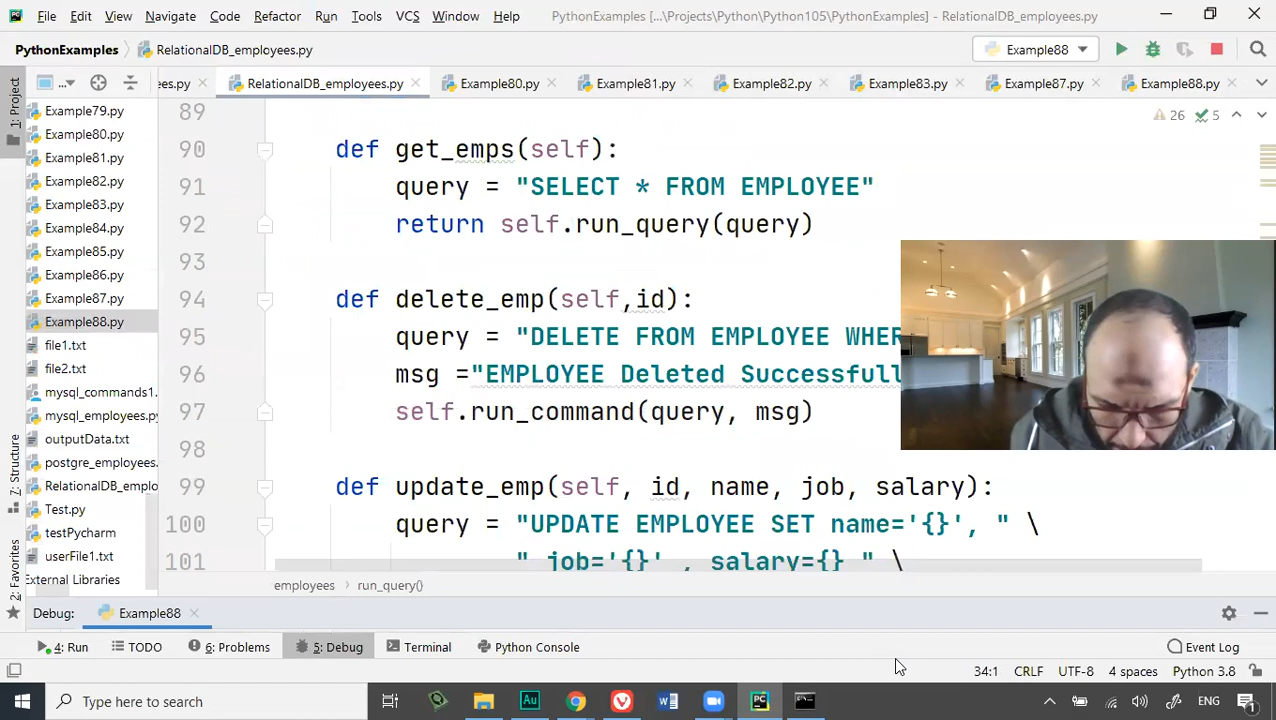 File Edit View Navigate Code Refactor Run Tools VCS Window Help PythonExamples [...\Projects\Python\Python105\PythonExamples] - RelationalDB_employees.py
PythonExamples RelationalDB_employees.py Example88
1: Project
... es.py RelationalDB_employees.py Example80.py Example81.py Example82.py Example83.py Example87.py Example88.py
Example79.py
Example80.py
Example81.py
Example82.py
Example83.py
Example84.py
Example85.py
Example86.py
Example87.py
Example88.py
file1.txt
file2.txt
mysql_commands1.
mysql_employees.py
outputData.txt
postgre_employees.
RelationalDB_emplo
Test.py
testPycharm
userFile1.txt
External Libraries
Z: Structure
2: Favorites
26 5
89
90 def get_emps(self):
91 query = "SELECT * FROM EMPLOYEE"
92 return self.run_query(query)
93
94 def delete_emp(self,id):
95 query = "DELETE FROM EMPLOYEE WHER
96 msg ="EMPLOYEE Deleted Successfull
97 self.run_command(query, msg)
98
99 def update_emp(self, id, name, job, salary):
100 query = "UPDATE EMPLOYEE SET name='{}', " \
101 " job='{}' , salary={} " \
employees run_query()
Debug: Example88
4: Run TODO 6: Problems 5: Debug Terminal Python Console Event Log
34:1 CRLF UTF-8 4 spaces Python 3.8
Type here to search ENG 1